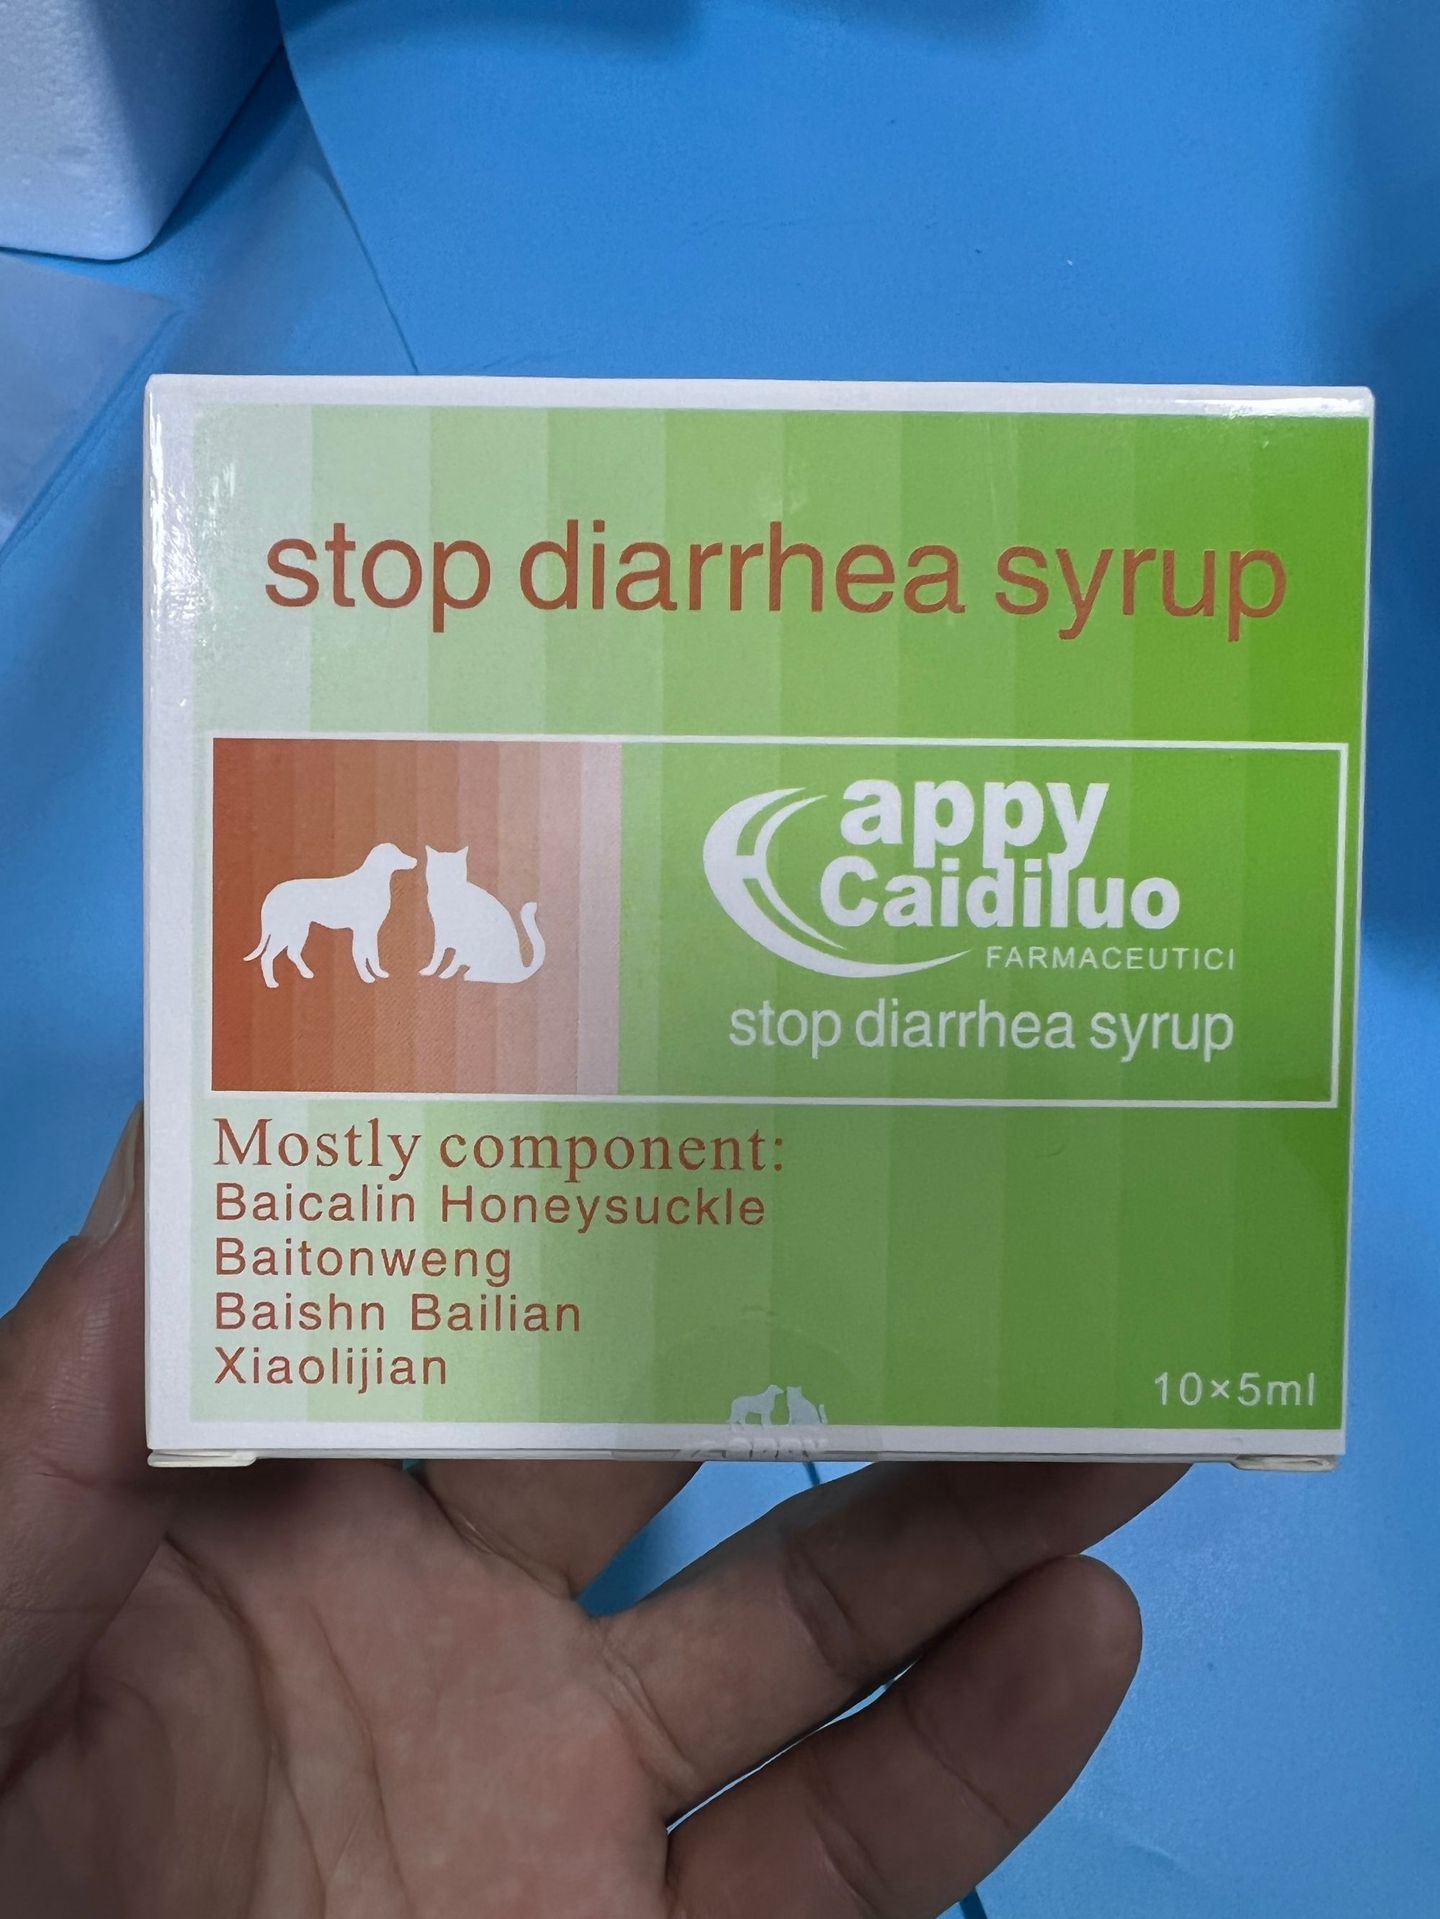 stop diarrhea syrup
appy
Caidiluo
FARMACEUTICI
stop diarrhea syrup
Mostly component:
Baicalin Honeysuckle
Baitonweng
Baishn Bailian
Xiaolijian
10×5ml